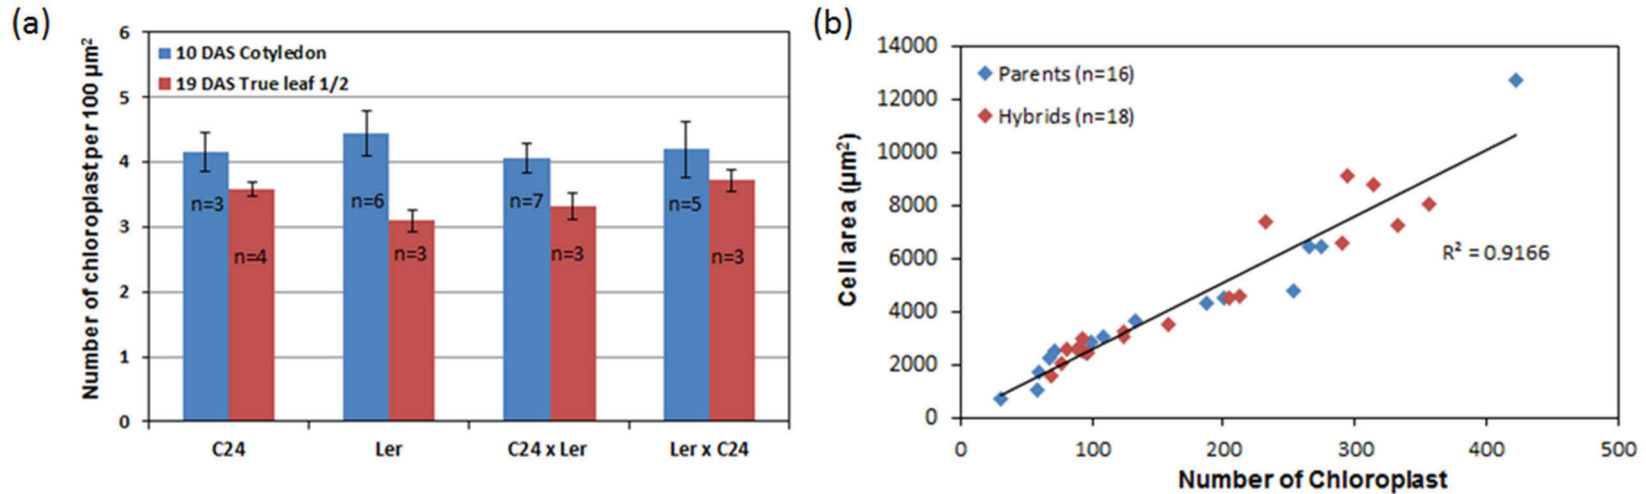 (a)
Number of chloroplast per 100 µm²
6
5
4
3
2
1
0
10 DAS Cotyledon
19 DAS True leaf 1/2
n=3
n=4
n=6
n=3
n=7
n=3
n=5
n=3
C24
Ler
C24 x Ler
Ler x C24
(b)
Cell area (µm²)
14000
12000
10000
8000
6000
4000
2000
0
Parents (n=16)
Hybrids (n=18)
R² = 0.9166
0 100 200 300 400 500
Number of Chloroplast